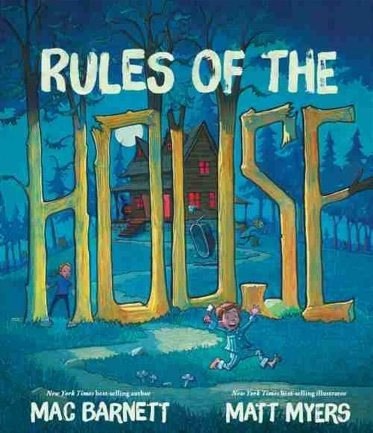 RULES OF THE
HOUSE
New York Times best-selling author
MAC BARNETT
New York Times best-selling illustrator
MATT MYERS